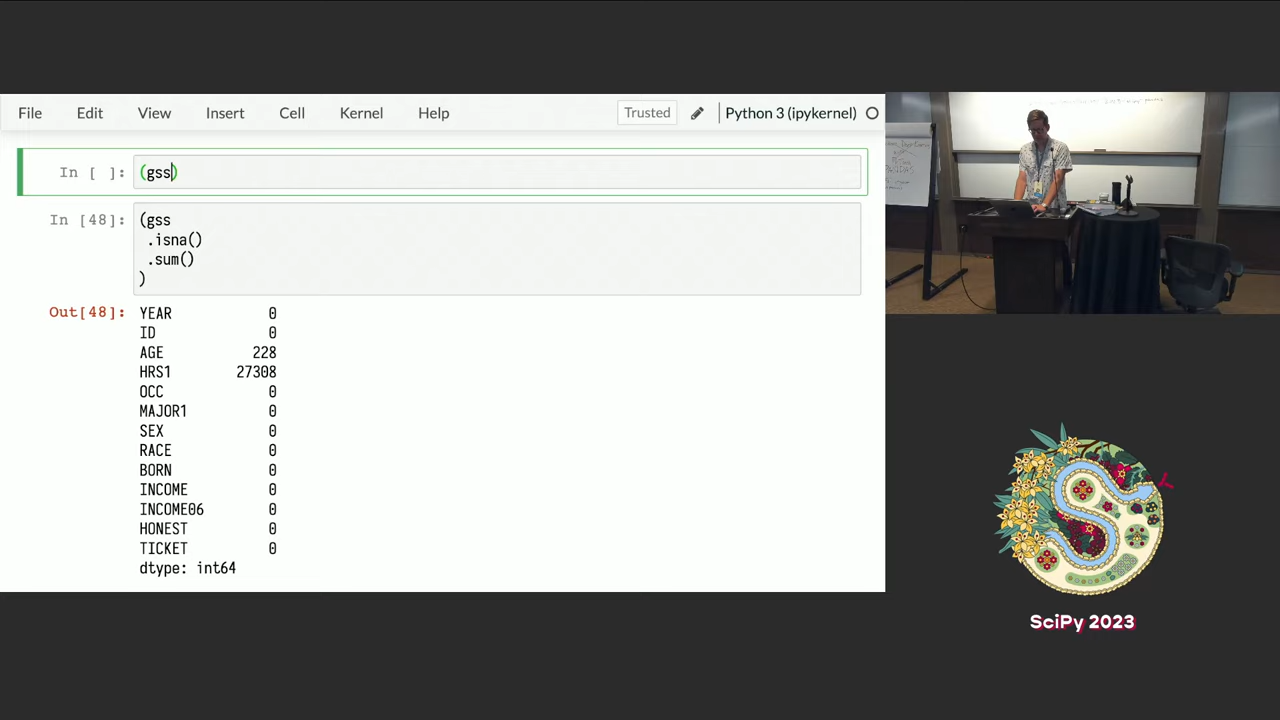 File Edit View Insert Cell Kernel Help Trusted Python 3 (ipykernel)
In [ ]: (gss)
In [48]: (gss
.isna()
.sum()
)
Out[48]: YEAR 0
ID 0
AGE 228
HRS1 27308
OCC 0
MAJOR1 0
SEX 0
RACE 0
BORN 0
INCOME 0
INCOME06 0
HONEST 0
TICKET 0
dtype: int64
SciPy 2023